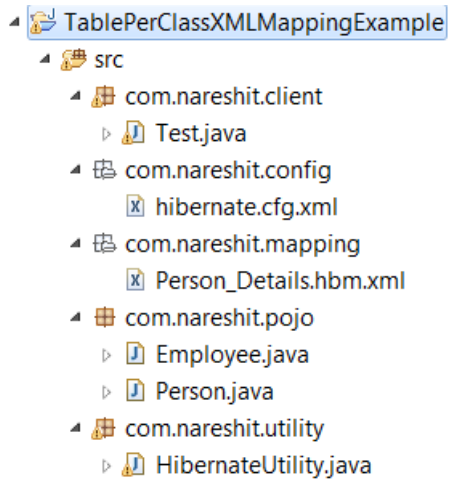 TablePerClassXMLMappingExample
src
com.nareshit.client
Test.java
com.nareshit.config
hibernate.cfg.xml
com.nareshit.mapping
Person_Details.hbm.xml
com.nareshit.pojo
Employee.java
Person.java
com.nareshit.utility
HibernateUtility.java